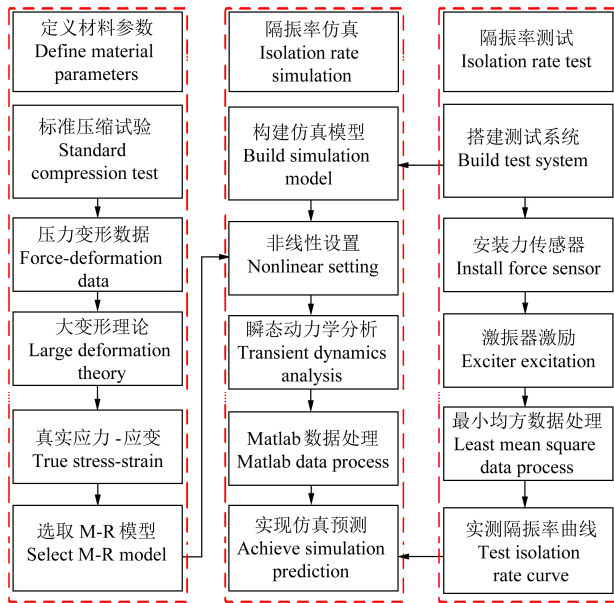 定义材料参数
Define material
parameters
标准压缩试验
Standard
compression test
压力变形数据
Force-deformation
data
大变形理论
Large deformation
theory
真实应力-应变
True stress-strain
选取 M-R 模型
Select M-R model
隔振率仿真
Isolation rate
simulation
构建仿真模型
Build simulation
model
非线性设置
Nonlinear setting
瞬态动力学分析
Transient dynamics
analysis
Matlab 数据处理
Matlab data process
实现仿真预测
Achieve simulation
prediction
隔振率测试
Isolation rate test
搭建测试系统
Build test system
安装力传感器
Install force sensor
激振器激励
Exciter excitation
最小均方数据处理
Least mean square
data process
实测隔振率曲线
Test isolation
rate curve